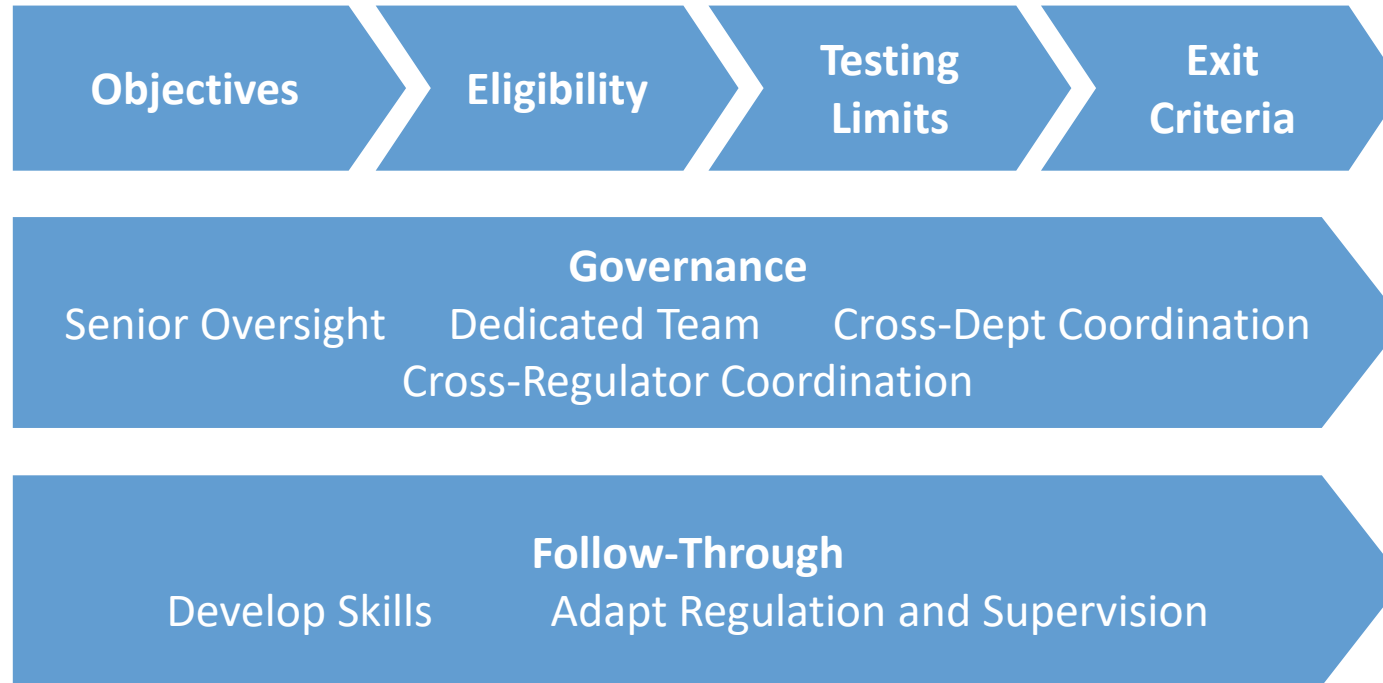 Objectives
Eligibility
Testing
Limits
Exit
Criteria
Governance
Senior Oversight Dedicated Team Cross-Dept Coordination
Cross-Regulator Coordination
Follow-Through
Develop Skills Adapt Regulation and Supervision